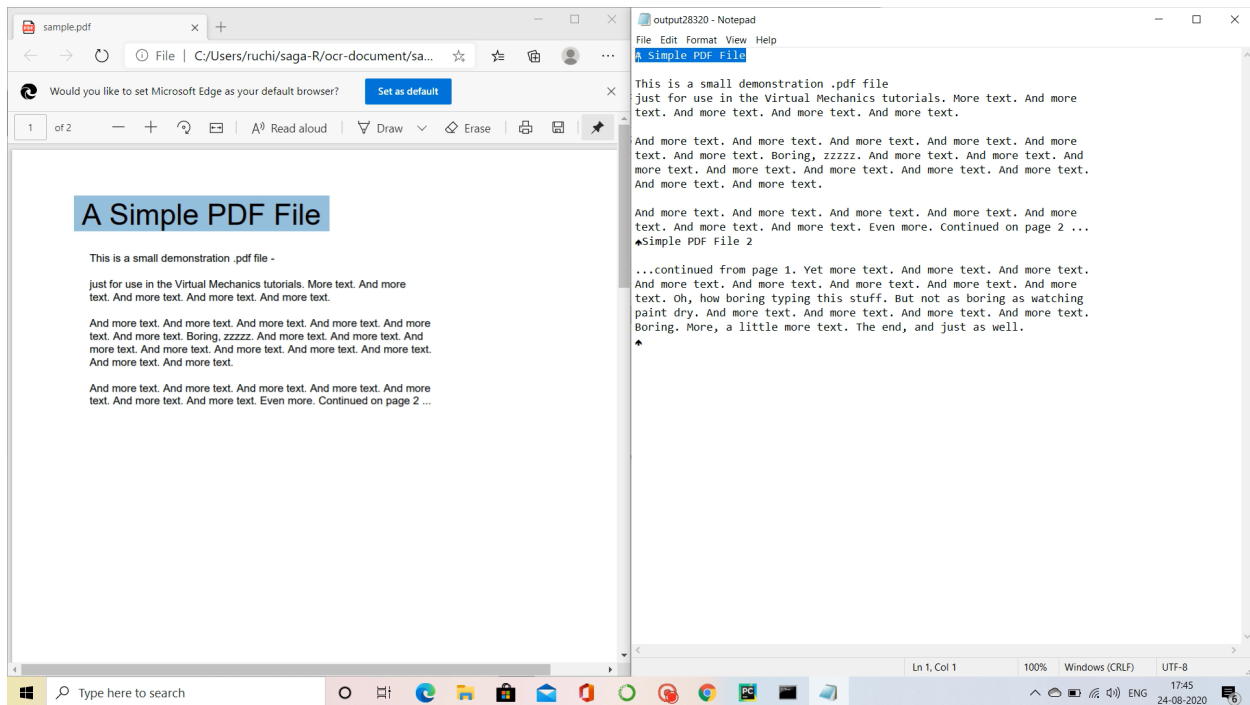 sample.pdf
File | C:/Users/ruchi/saga-R/ocr-document/sa...
Would you like to set Microsoft Edge as your default browser? Set as default
1 of 2 Read aloud | Draw Erase
A Simple PDF File
This is a small demonstration .pdf file -
just for use in the Virtual Mechanics tutorials. More text. And more
text. And more text. And more text. And more text.
And more text. And more text. And more text. And more text. And more
text. And more text. Boring, zzzzz. And more text. And more text. And
more text. And more text. And more text. And more text. And more text.
And more text. And more text.
And more text. And more text. And more text. And more text. And more
text. And more text. And more text. Even more. Continued on page 2 ...
output28320 - Notepad
File Edit Format View Help
A Simple PDF File
This is a small demonstration .pdf file
just for use in the Virtual Mechanics tutorials. More text. And more
text. And more text. And more text. And more text.
And more text. And more text. And more text. And more text. And more
text. And more text. Boring, zzzzz. And more text. And more text. And
more text. And more text. And more text. And more text. And more text.
And more text. And more text.
And more text. And more text. And more text. And more text. And more
text. And more text. And more text. Even more. Continued on page 2 ...
Simple PDF File 2
...continued from page 1. Yet more text. And more text. And more text.
And more text. And more text. And more text. And more text. And more
text. Oh, how boring typing this stuff. But not as boring as watching
paint dry. And more text. And more text. And more text. And more text.
Boring. More, a little more text. The end, and just as well.
Ln 1, Col 1 100% Windows (CRLF) UTF-8
Type here to search
PC
ENG
17:45
24-08-2020
6